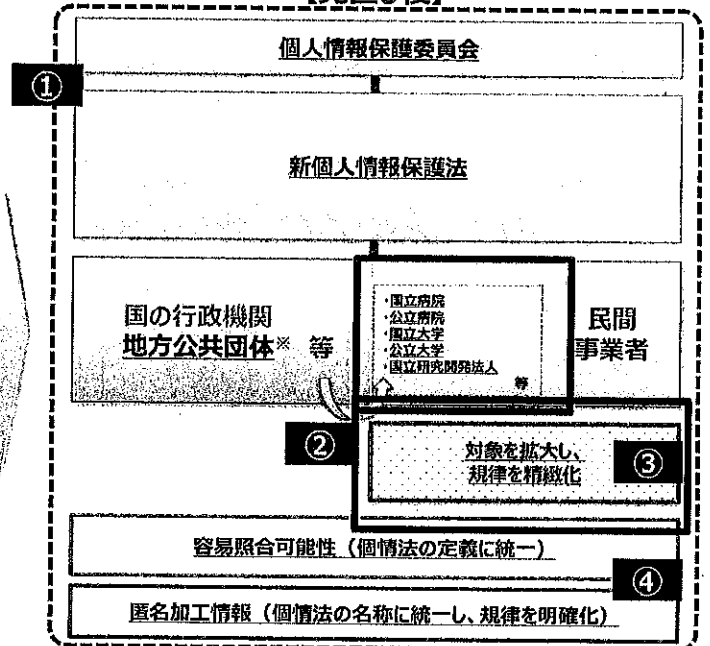 【見直し後】
個人情報保護委員会
①
新個人情報保護法
国の行政機関
地方公共団体※ 等
・国立病院
・公立病院
・国立大学
・公立大学
・国立研究開発法人
等
民間
事業者
②
対象を拡大し、
規律を精緻化
③
容易照合可能性（個情法の定義に統一）
④
匿名加工情報（個情法の名称に統一し、規律を明確化）